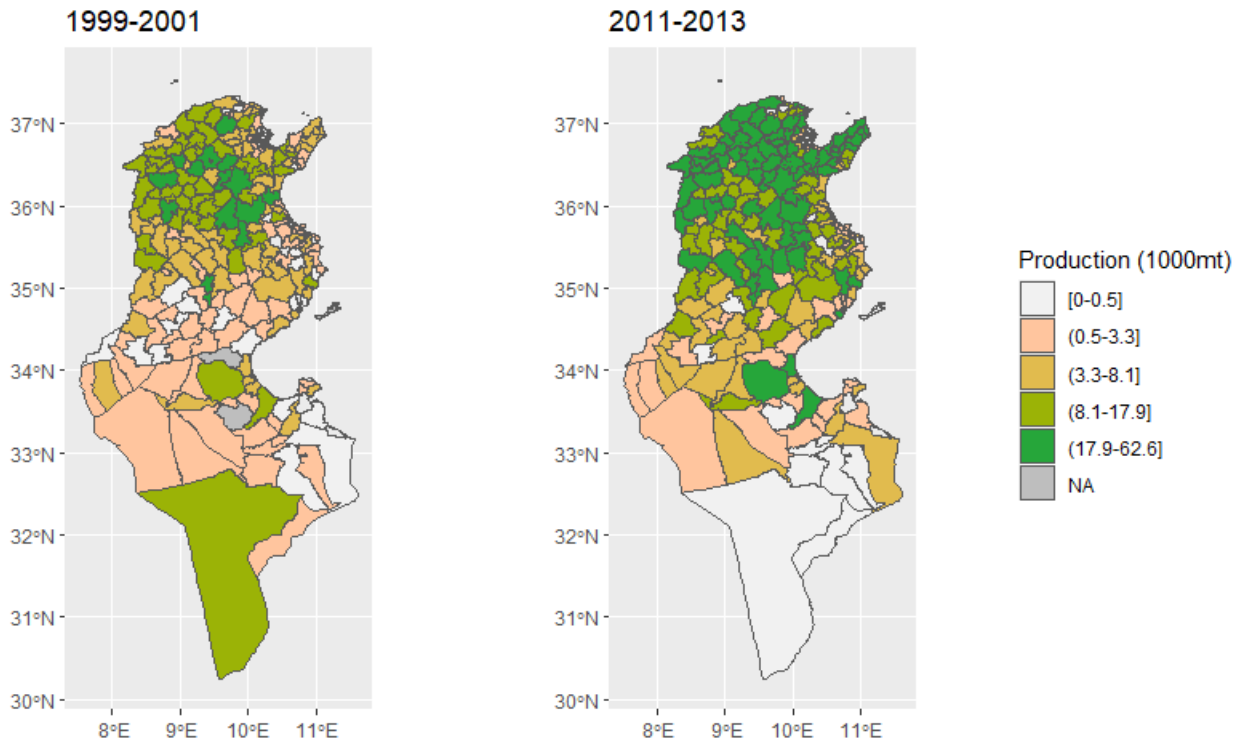 1999-2001
2011-2013
37°N
36°N
35°N
34°N
33°N
32°N
31°N
30°N
8°E 9°E 10°E 11°E
37°N
36°N
35°N
34°N
33°N
32°N
31°N
30°N
8°E 9°E 10°E 11°E
Production (1000mt)
[0-0.5]
(0.5-3.3]
(3.3-8.1]
(8.1-17.9]
(17.9-62.6]
NA